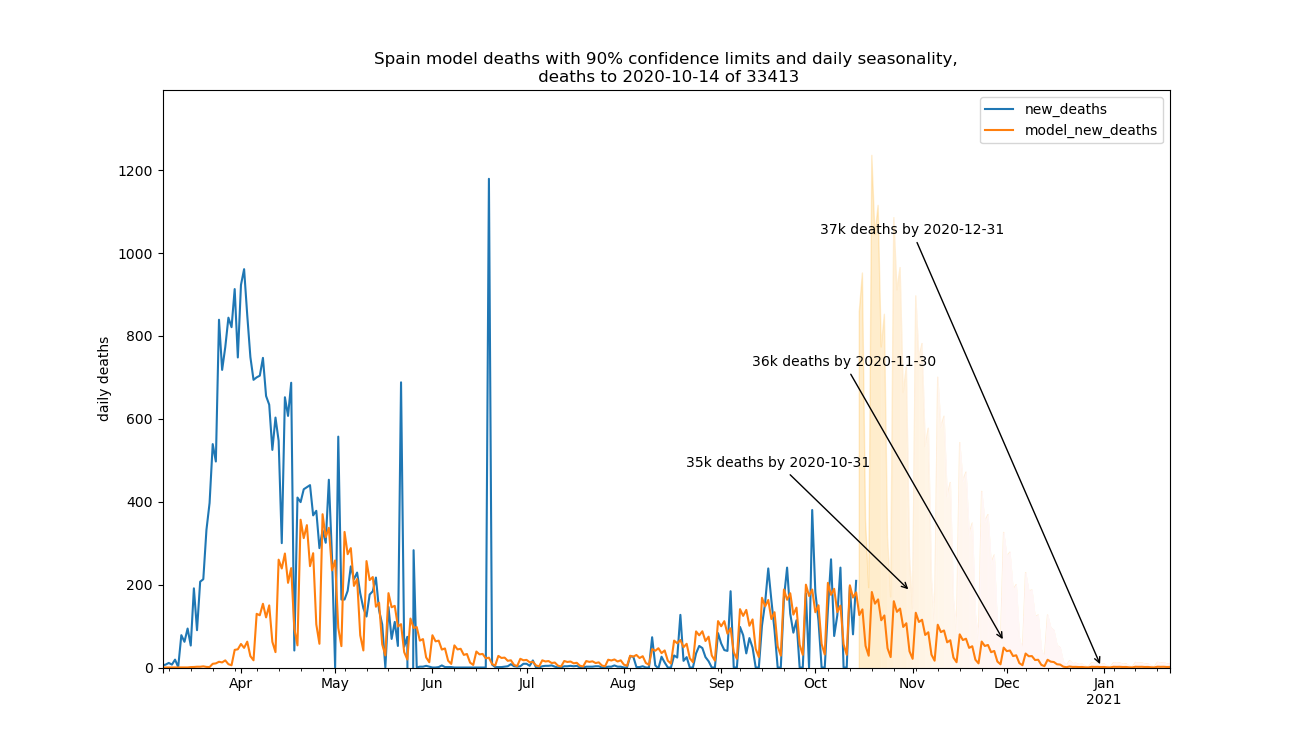 Spain model deaths with 90% confidence limits and daily seasonality,
deaths to 2020-10-14 of 33413
new_deaths
model_new_deaths
1200
1000
800
600
400
200
0
daily deaths
37k deaths by 2020-12-31
36k deaths by 2020-11-30
35k deaths by 2020-10-31
Apr May Jun Jul Aug Sep Oct Nov Dec Jan
2021